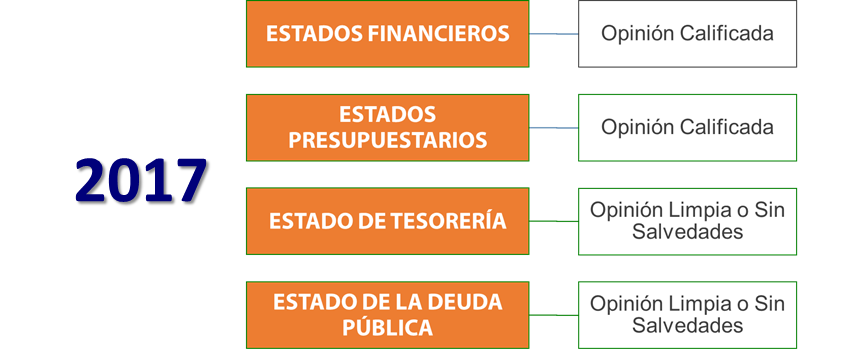 2017
ESTADOS FINANCIEROS
Opinión Calificada
ESTADOS
PRESUPUESTARIOS
Opinión Calificada
ESTADO DE TESORERÍA
Opinión Limpia o Sin
Salvedades
ESTADO DE LA DEUDA
PÚBLICA
Opinión Limpia o Sin
Salvedades